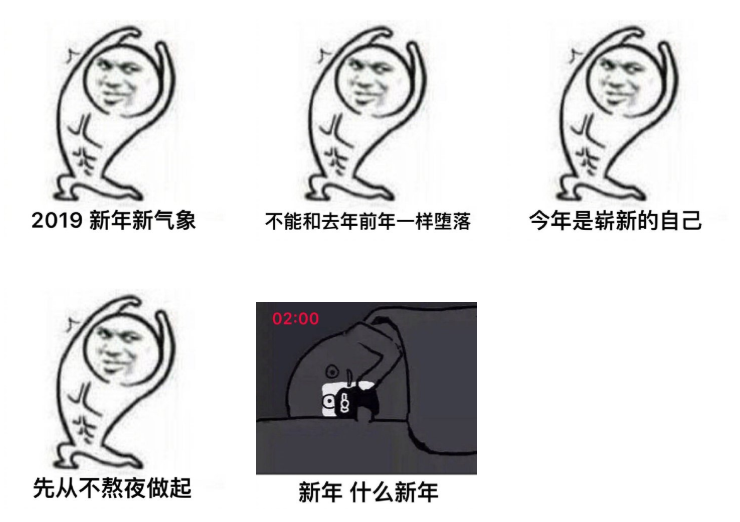 2019 新年新气象
不能和去年前年一样堕落
今年是崭新的自己
先从不熬夜做起
02:00
新年 什么新年